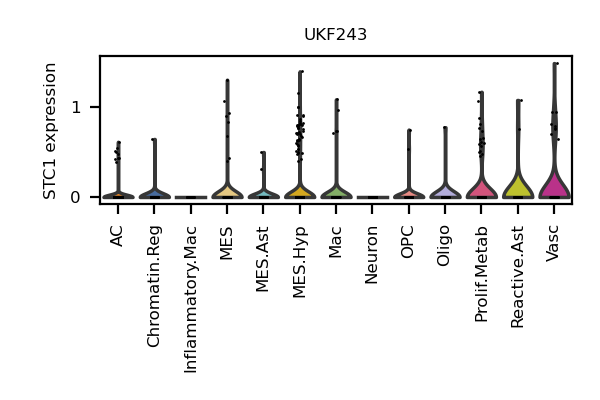 UKF243
STC1 expression
1
0
AC
Chromatin.Reg
Inflammatory.Mac
MES
MES.Ast
MES.Hyp
Mac
Neuron
OPC
Oligo
Prolif.Metab
Reactive.Ast
Vasc